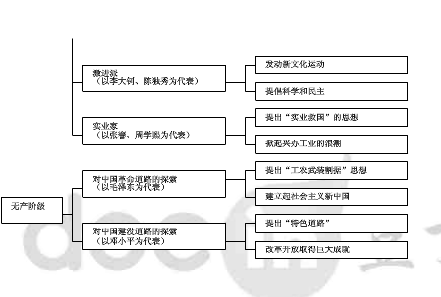 激进派
（以李大钊、陈独秀为代表）
发动新文化运动
提倡科学和民主
实业家
（以张謇、周学熙为代表）
提出“实业救国”的思想
掀起兴办工业的浪潮
无产阶级
对中国革命道路的探索
（以毛泽东为代表）
提出“工农武装割据”思想
建立起社会主义新中国
对中国建设道路的探索
（以邓小平为代表）
提出“特色道路”
改革开放取得巨大成就